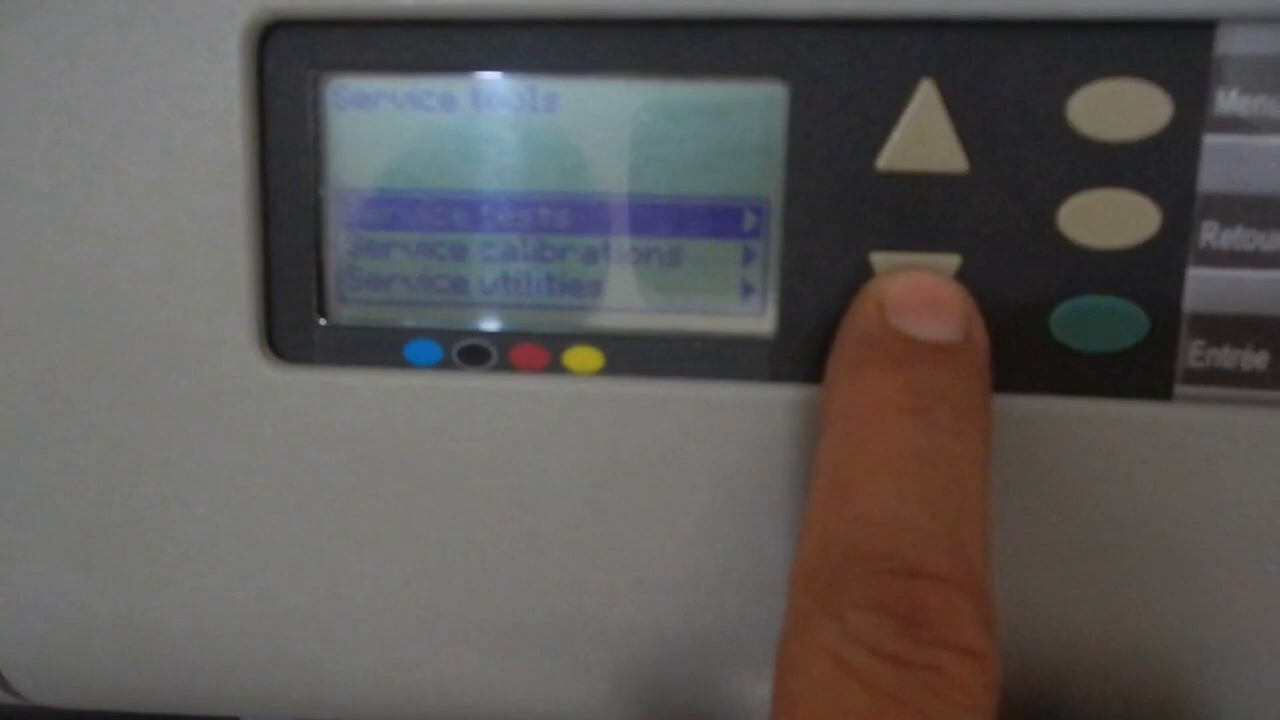 Service tools
Service tests
Service calibrations
Service utilities
Menu
Retour
Entrée